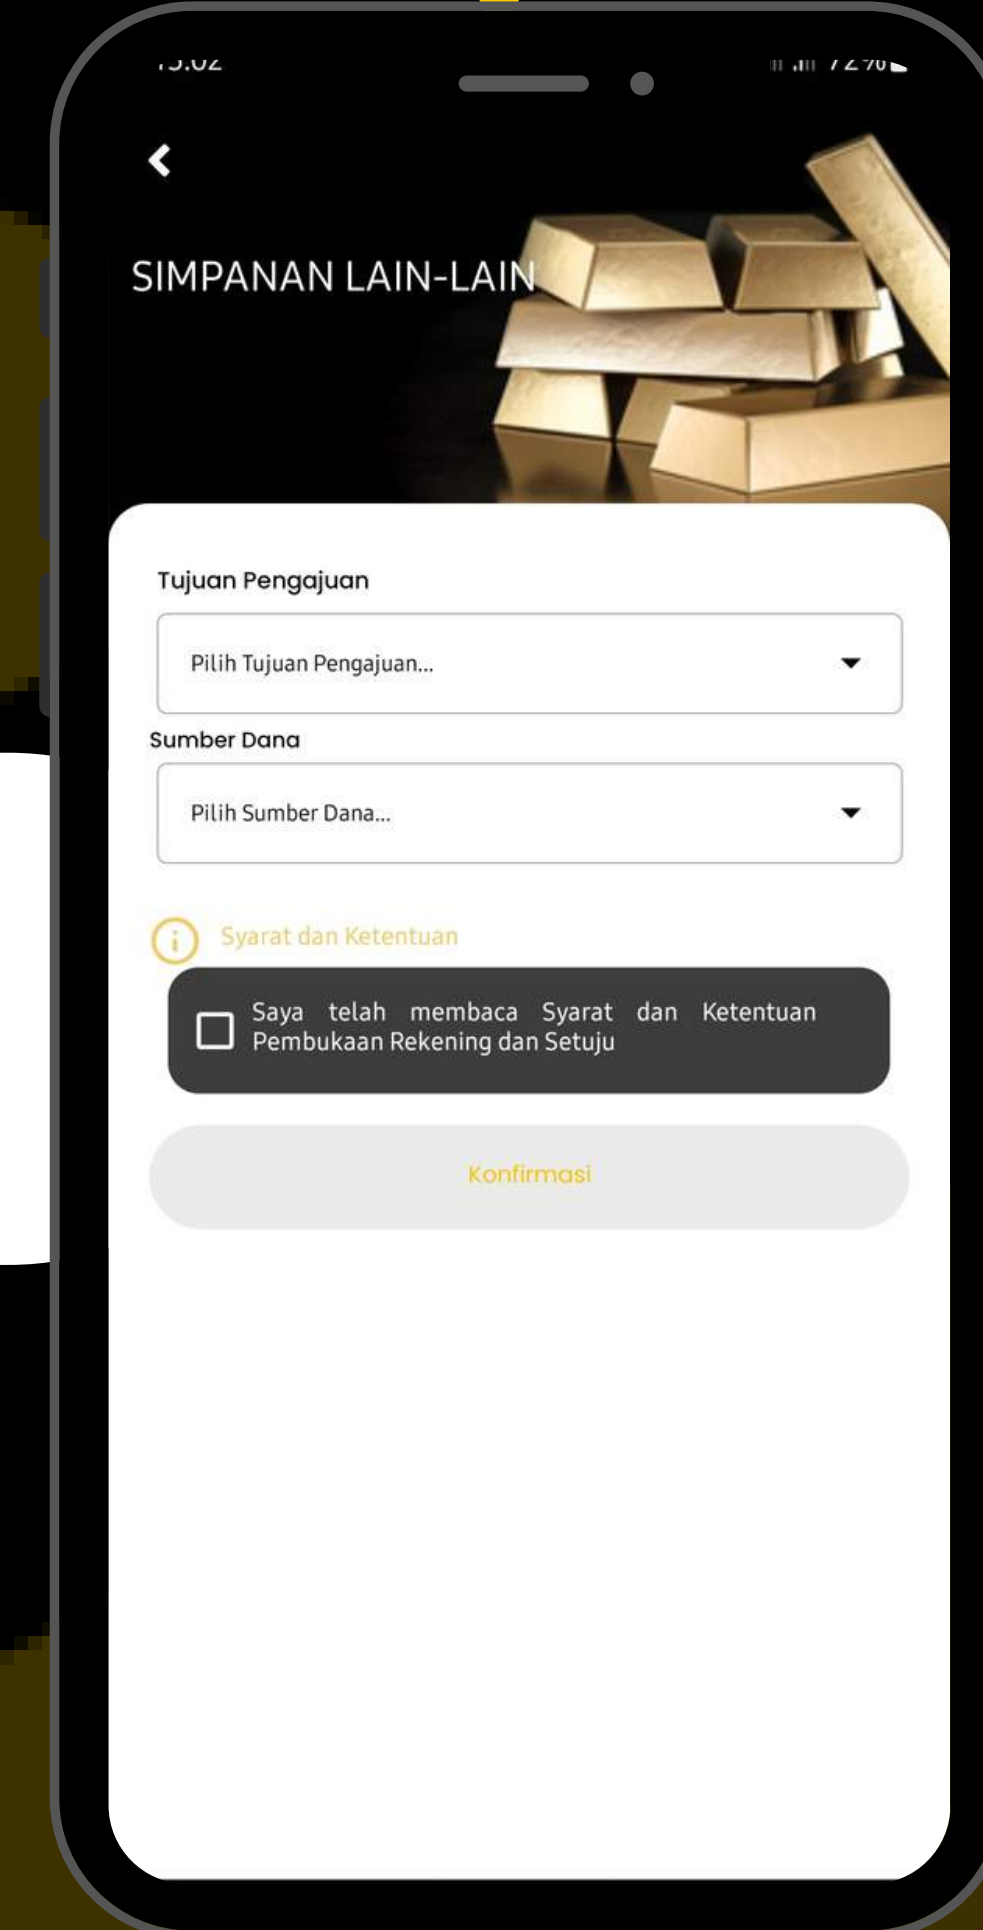 SIMPANAN LAIN-LAIN
Tujuan Pengajuan
Pilih Tujuan Pengajuan...
Sumber Dana
Pilih Sumber Dana...
Syarat dan Ketentuan
Saya telah membaca Syarat dan Ketentuan
Pembukaan Rekening dan Setuju
Konfirmasi